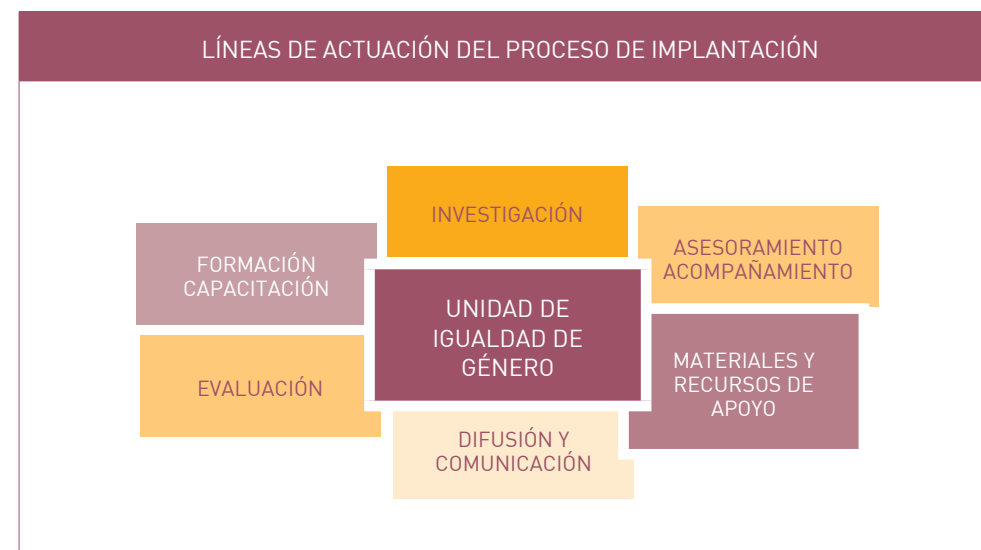 LÍNEAS DE ACTUACIÓN DEL PROCESO DE IMPLANTACIÓN
INVESTIGACIÓN
ASESORAMIENTO
ACOMPAÑAMIENTO
FORMACIÓN
CAPACITACIÓN
UNIDAD DE
IGUALDAD DE
GÉNERO
MATERIALES Y
RECURSOS DE
APOYO
EVALUACIÓN
DIFUSIÓN Y
COMUNICACIÓN